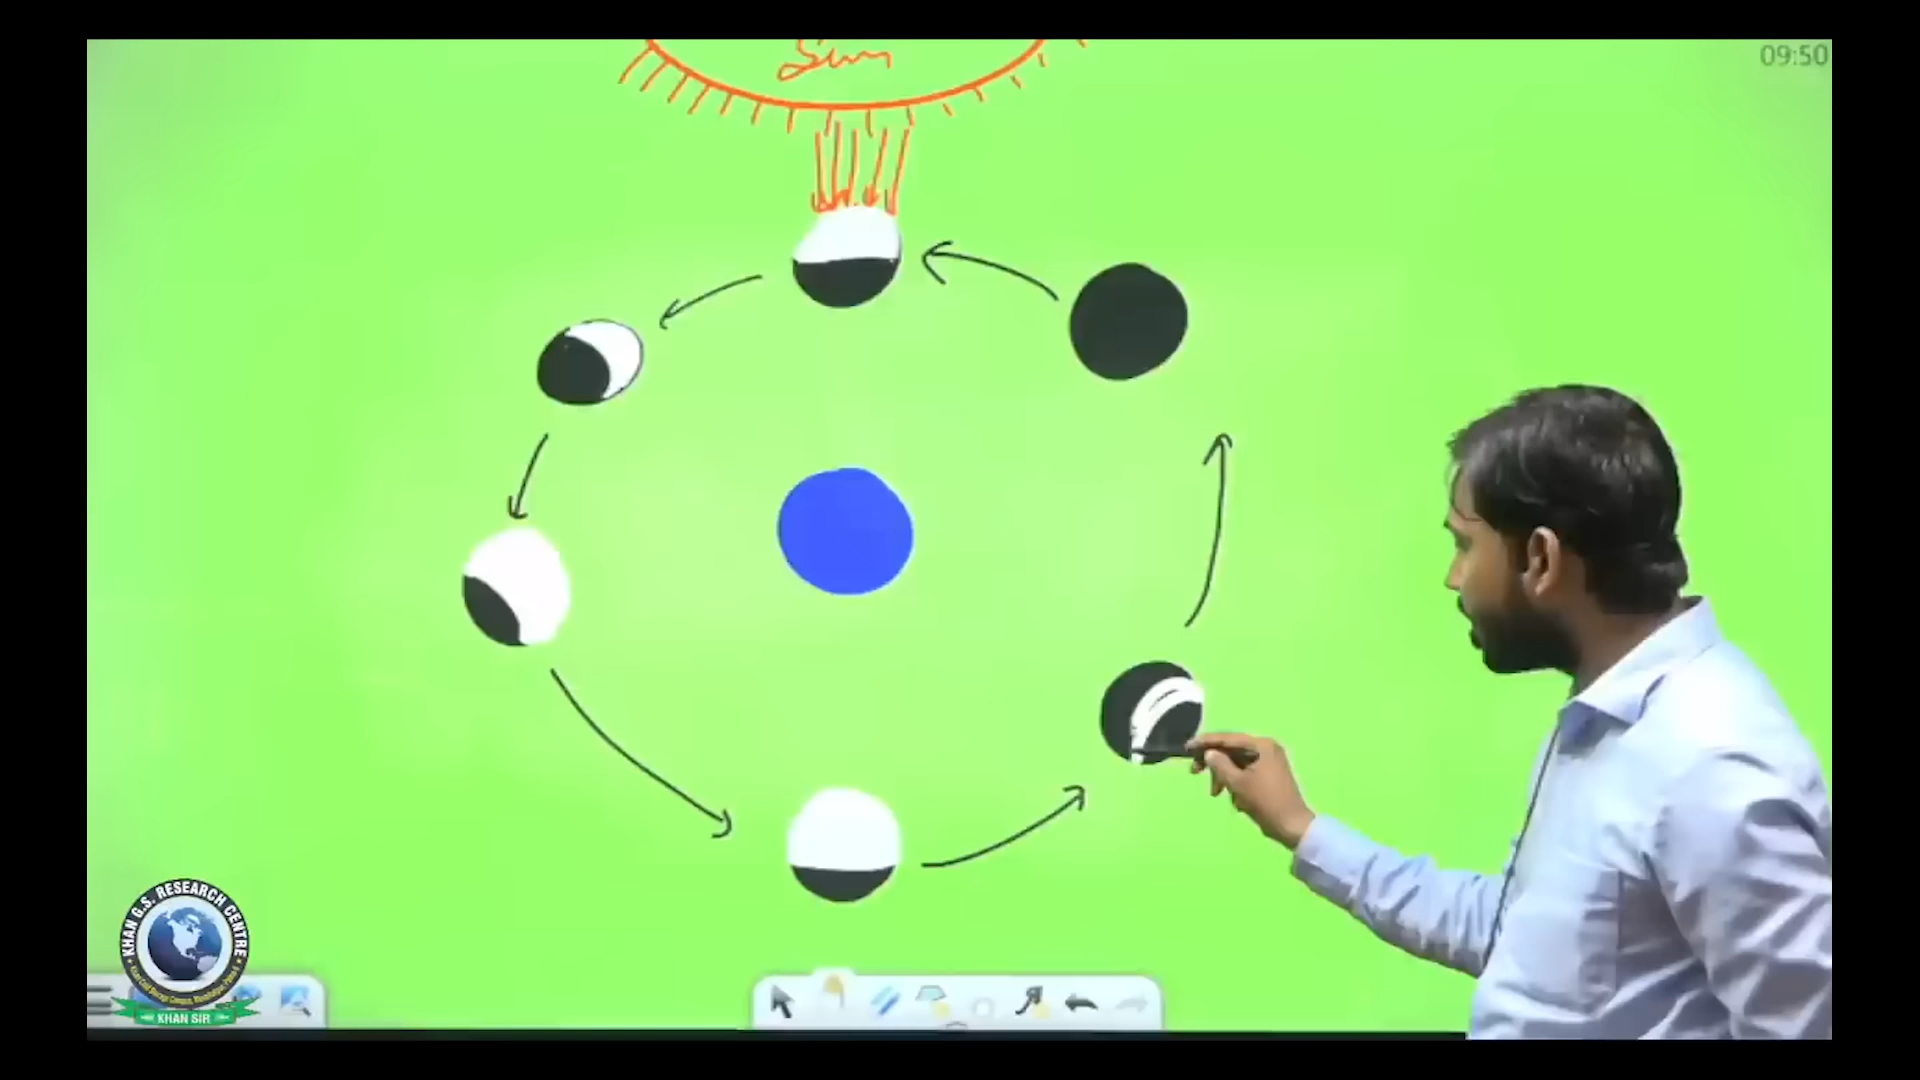 Sun
09:50
KHAN G.S. RESEARCH CENTRE
KHAN SIR